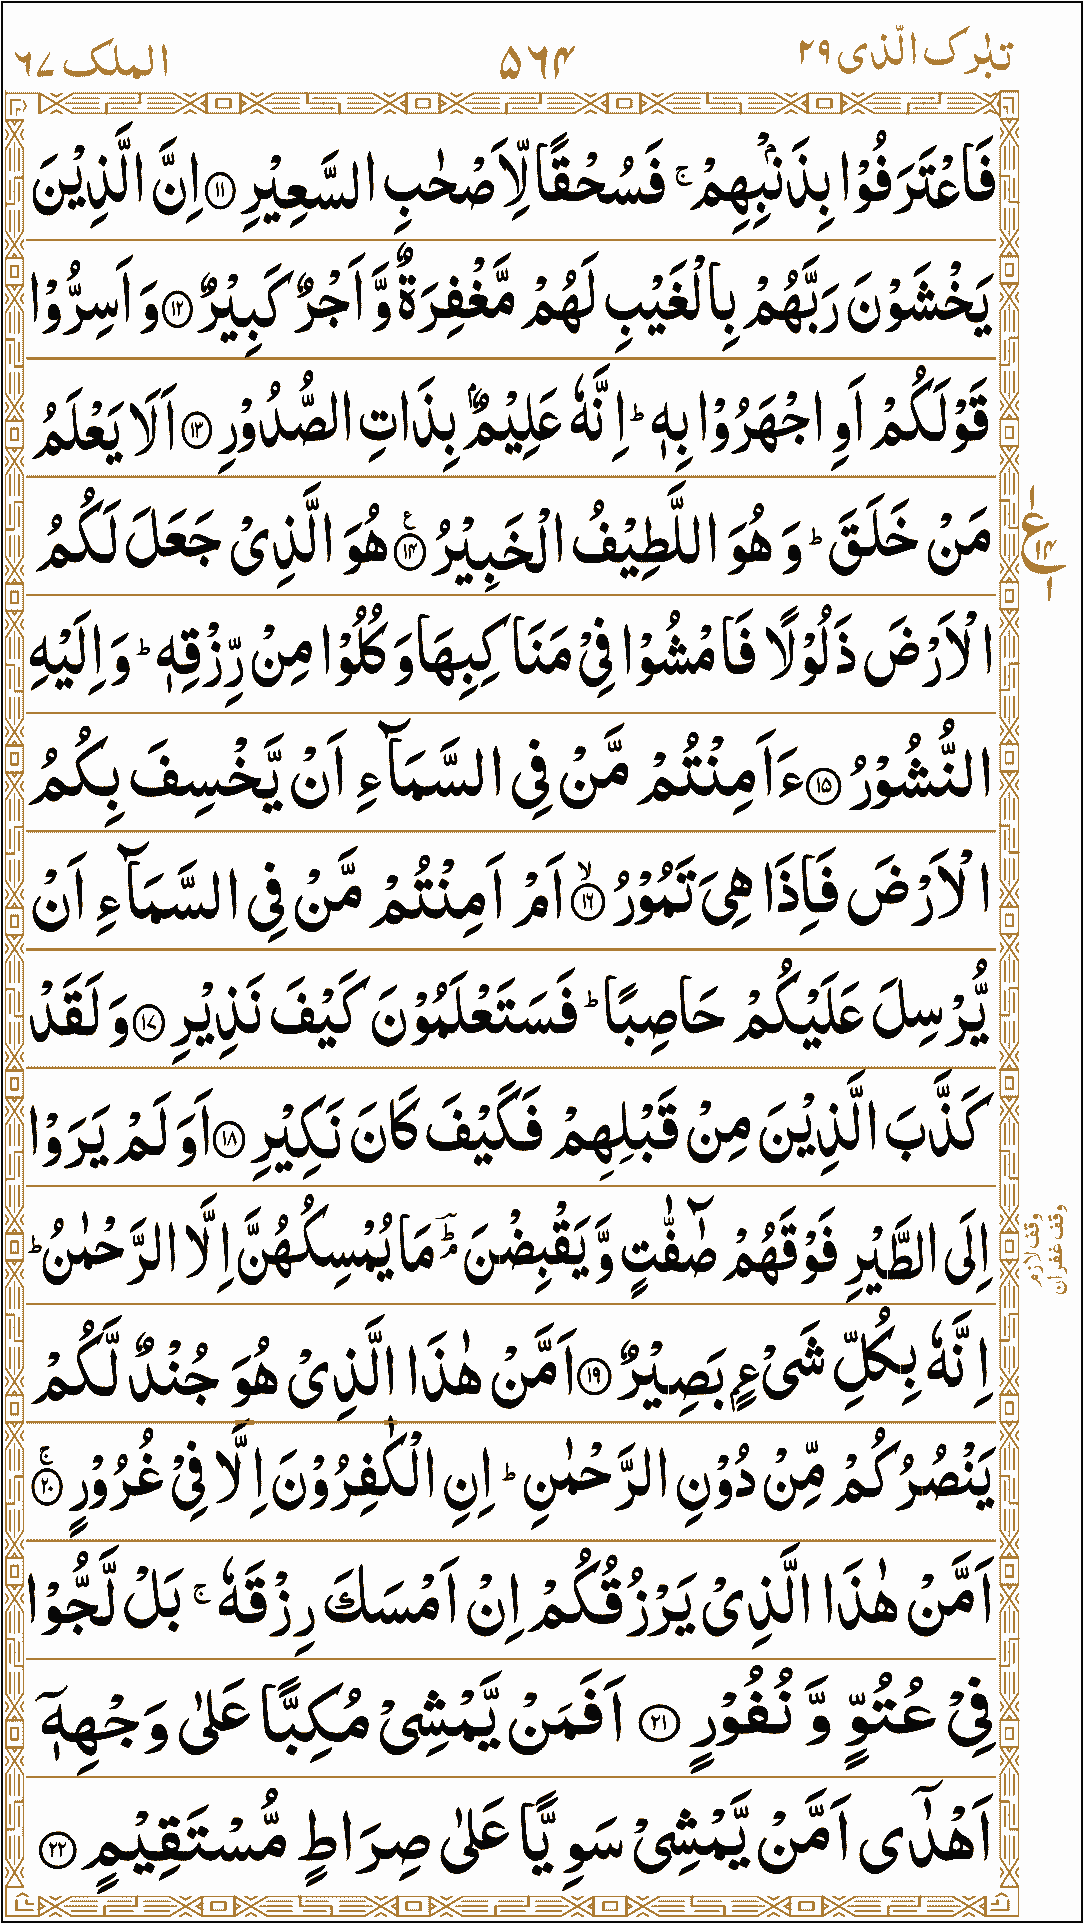 تبٰرک الّذی ۲۹
۵۶۴
الملک ۶۷
فَاعْتَرَفُوْا بِذَنْۢبِهِمْ ۚ فَسُحْقًا لِّاَصْحٰبِ السَّعِيْرِ ۝۱۱ اِنَّ الَّذِيْنَ
يَخْشَوْنَ رَبَّهُمْ بِالْغَيْبِ لَهُمْ مَّغْفِرَةٌ وَّ اَجْرٌ كَبِيْرٌ ۝۱۲ وَ اَسِرُّوْا
قَوْلَكُمْ اَوِ اجْهَرُوْا بِهٖ ؕ اِنَّهٗ عَلِيْمٌۢ بِذَاتِ الصُّدُوْرِ ۝۱۳ اَلَا يَعْلَمُ
مَنْ خَلَقَ ؕ وَ هُوَ اللَّطِيْفُ الْخَبِيْرُ ۝۱۴ هُوَ الَّذِيْ جَعَلَ لَكُمُ
ع ۱۴ ۱
الْاَرْضَ ذَلُوْلًا فَامْشُوْا فِيْ مَنَاكِبِهَا وَ كُلُوْا مِنْ رِّزْقِهٖ ؕ وَ اِلَيْهِ
النُّشُوْرُ ۝۱۵ ءَاَمِنْتُمْ مَّنْ فِی السَّمَآءِ اَنْ يَّخْسِفَ بِكُمُ
الْاَرْضَ فَاِذَا هِیَ تَمُوْرُ ۝۱۶ۙ اَمْ اَمِنْتُمْ مَّنْ فِی السَّمَآءِ اَنْ
يُّرْسِلَ عَلَيْكُمْ حَاصِبًا ؕ فَسَتَعْلَمُوْنَ كَيْفَ نَذِيْرِ ۝۱۷ وَ لَقَدْ
كَذَّبَ الَّذِيْنَ مِنْ قَبْلِهِمْ فَكَيْفَ كَانَ نَكِيْرِ ۝۱۸ اَوَ لَمْ يَرَوْا
اِلَی الطَّيْرِ فَوْقَهُمْ صٰٓفّٰتٍ وَّ يَقْبِضْنَ ؔۘؕ مَا يُمْسِكُهُنَّ اِلَّا الرَّحْمٰنُ ؕ
وقف لازم
وقف غفران
اِنَّهٗ بِكُلِّ شَیْءٍۭ بَصِيْرٌ ۝۱۹ اَمَّنْ هٰذَا الَّذِيْ هُوَ جُنْدٌ لَّكُمْ
يَنْصُرُكُمْ مِّنْ دُوْنِ الرَّحْمٰنِ ؕ اِنِ الْكٰفِرُوْنَ اِلَّا فِيْ غُرُوْرٍ ۝۲۰ۚ
اَمَّنْ هٰذَا الَّذِيْ يَرْزُقُكُمْ اِنْ اَمْسَكَ رِزْقَهٗ ۚ بَلْ لَّجُّوْا
فِيْ عُتُوٍّ وَّ نُفُوْرٍ ۝۲۱ اَفَمَنْ يَّمْشِيْ مُكِبًّا عَلٰی وَجْهِهٖۤ
اَهْدٰۤی اَمَّنْ يَّمْشِيْ سَوِيًّا عَلٰی صِرَاطٍ مُّسْتَقِيْمٍ ۝۲۲